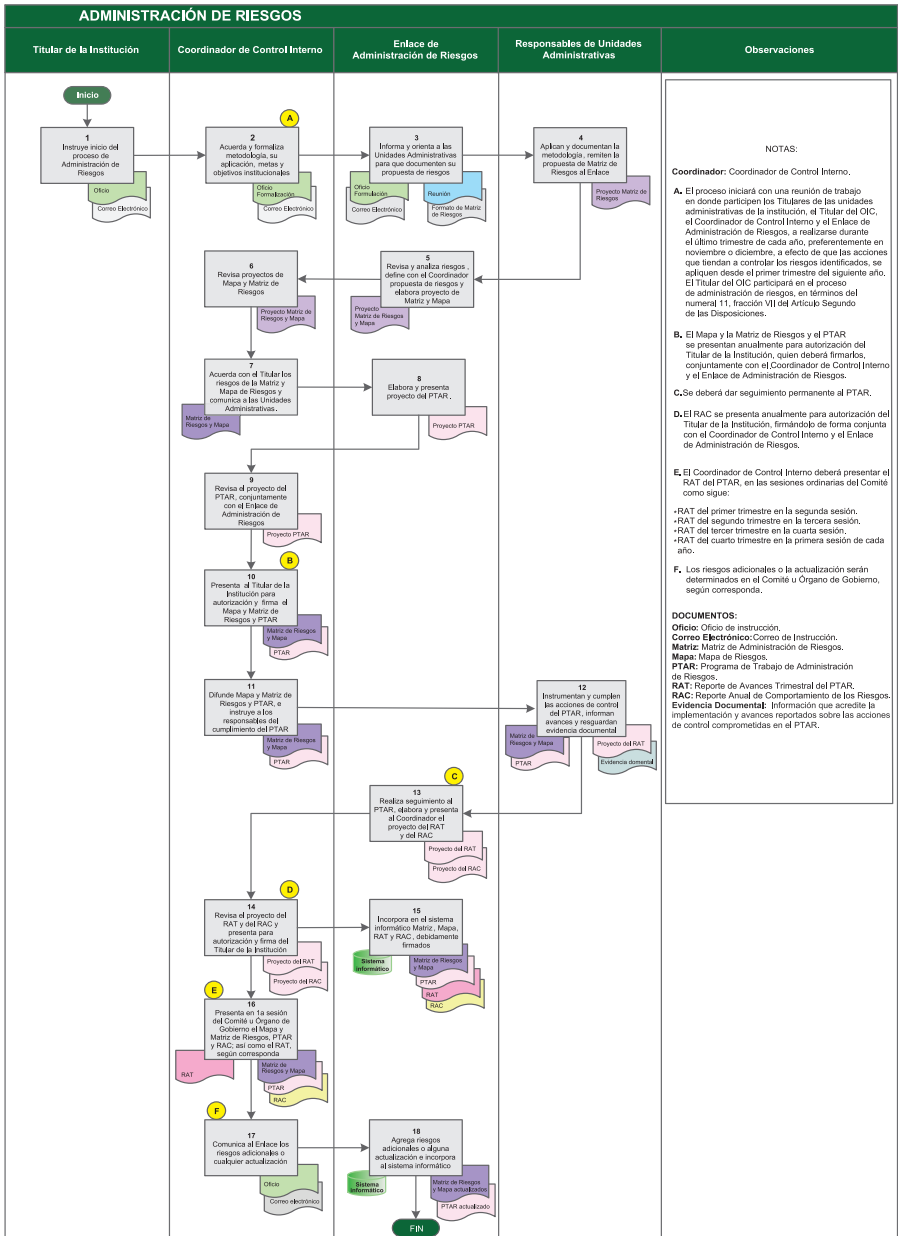 ADMINISTRACIÓN DE RIESGOS
Titular de la Institución
Coordinador de Control Interno
Enlace de
Administración de Riesgos
Responsables de Unidades
Administrativas
Observaciones
Inicio
1
Instruye inicio del
proceso de
Administración de
Riesgos
Oficio
Correo Electrónico
A
2
Acuerda y formaliza
metodología, su
aplicación, metas y
objetivos institucionales
Oficio
Formalización
Correo Electrónico
3
Informa y orienta a las
Unidades Administrativas
para que documenten su
propuesta de riesgos
Oficio
Formulación
Correo Electrónico
Reunión
Formato de Matriz
de Riesgos
4
Aplican y documentan la
metodología, remiten la
propuesta de Matriz de
Riesgos al Enlace
Proyecto Matriz de
Riesgos
5
Revisa y analiza riesgos ,
define con el Coordinador
propuesta de riesgos y
elabora proyecto de
Matriz y Mapa
Proyecto
Matriz de Riesgos
y Mapa
6
Revisa proyectos de
Mapa y Matriz de
Riesgos
Proyecto Matriz de
Riesgos y Mapa
7
Acuerda con el Titular los
riesgos de la Matriz y
Mapa de Riesgos y
comunica a las Unidades
Administrativas.
Matriz de
Riesgos y Mapa
8
Elabora y presenta
proyecto del PTAR .
Proyecto PTAR
9
Revisa el proyecto del
PTAR, conjuntamente
con el Enlace de
Administración de
Riesgos
Proyecto PTAR
B
10
Presenta al Titular de la
Institución para
autorización y firma el
Mapa y Matriz de
Riesgos y PTAR
Matriz de Riesgos
y Mapa
PTAR
11
Difunde Mapa y Matriz de
Riesgos y PTAR, e
instruye a los
responsables del
cumplimiento del PTAR
Matriz de Riesgos
y Mapa
PTAR
12
Instrumentan y cumplen
las acciones de control
del PTAR, informan
avances y resguardan
evidencia documental
Matriz de
Riesgos y Mapa
PTAR
Proyecto del RAT
Evidencia domental
C
13
Realiza seguimiento al
PTAR, elabora y presenta
al Coordinador el
proyecto del RAT
y del RAC
Proyecto del RAT
Proyecto del RAC
D
14
Revisa el proyecto del
RAT y del RAC y
presenta para
autorización y firma del
Titular de la Institución
Proyecto del RAT
Proyecto del RAC
15
Incorpora en el sistema
informático Matriz, Mapa,
RAT y RAC , debidamente
firmados
Sistema
informático
Matriz de Riesgos
y Mapa
PTAR
RAT
RAC
E
16
Presenta en 1a sesión
del Comité u Órgano de
Gobierno el Mapa y
Matriz de Riesgos, PTAR
y RAC; así como el RAT,
según corresponda
RAT
Matriz de
Riesgos y Mapa
PTAR
RAC
F
17
Comunica al Enlace los
riesgos adicionales o
cualquier actualización
Oficio
Correo electrónico
18
Agrega riesgos
adicionales o alguna
actualización e incorpora
al sistema informático
Sistema
informático
Matriz de Riesgos
y Mapa actualizados
PTAR actualizado
FIN
NOTAS:
Coordinador: Coordinador de Control Interno.
A. El proceso iniciará con una reunión de trabajo
en donde participen los Titulares de las unidades
administrativas de la institución, el Titular del OIC,
el Coordinador de Control Interno y el Enlace de
Administración de Riesgos, a realizarse durante
el último trimestre de cada año, preferentemente en
noviembre o diciembre, a efecto de que las acciones
que tiendan a controlar los riesgos identificados, se
apliquen desde el primer trimestre del siguiente año.
El Titular del OIC participará en el proceso
de administración de riesgos, en términos del
numeral 11, fracción VII del Artículo Segundo
de las Disposiciones.
B. El Mapa y la Matriz de Riesgos y el PTAR
se presentan anualmente para autorización del
Titular de la Institución, quien deberá firmarlos,
conjuntamente con el Coordinador de Control Interno
y el Enlace de Administración de Riesgos.
C. Se deberá dar seguimiento permanente al PTAR.
D. El RAC se presenta anualmente para autorización del
Titular de la Institución, firmándolo de forma conjunta
con el Coordinador de Control Interno y el Enlace
de Administración de Riesgos.
E. El Coordinador de Control Interno deberá presentar el
RAT del PTAR, en las sesiones ordinarias del Comité
como sigue:
•RAT del primer trimestre en la segunda sesión.
•RAT del segundo trimestre en la tercera sesión.
•RAT del tercer trimestre en la cuarta sesión.
•RAT del cuarto trimestre en la primera sesión de cada
año.
F. Los riesgos adicionales o la actualización serán
determinados en el Comité u Órgano de Gobierno,
según corresponda.
DOCUMENTOS:
Oficio: Oficio de instrucción.
Correo Electrónico: Correo de Instrucción.
Matriz: Matriz de Administración de Riesgos.
Mapa: Mapa de Riesgos.
PTAR: Programa de Trabajo de Administración
de Riesgos.
RAT: Reporte de Avances Trimestral del PTAR.
RAC: Reporte Anual de Comportamiento de los Riesgos.
Evidencia Documental: Información que acredite la
implementación y avances reportados sobre las acciones
de control comprometidas en el PTAR.